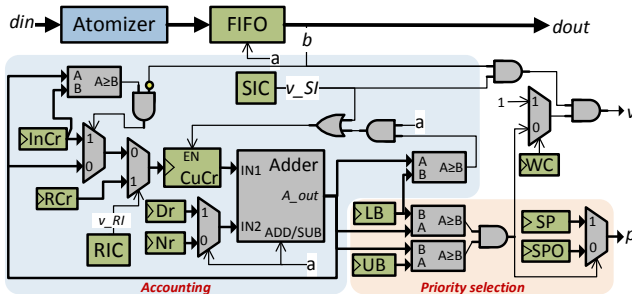 din
Atomizer
FIFO
dout
b
a
A
B
A≥B
SIC
v_SI
a
1
1
0
v
InCr
1
0
0
1
EN
CuCr
Adder
A_out
IN1
IN2
ADD/SUB
A
B
A≥B
WC
RCr
v_RI
RIC
Dr
Nr
1
0
a
LB
UB
B
A
A≥B
B
A
A≥B
SP
SPO
1
0
p
Accounting
Priority selection